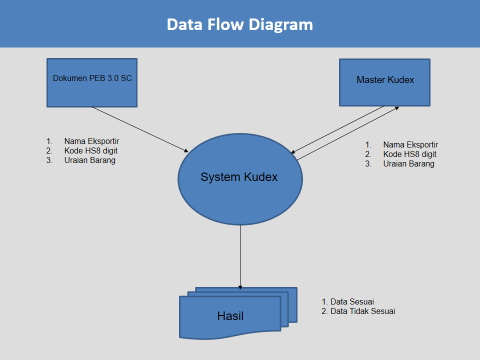 Data Flow Diagram
Dokumen PEB 3.0 SC
Master Kudex
1. Nama Eksportir
2. Kode HS8 digit
3. Uraian Barang
1. Nama Eksportir
2. Kode HS8 digit
3. Uraian Barang
System Kudex
Hasil
1. Data Sesuai
2. Data Tidak Sesuai